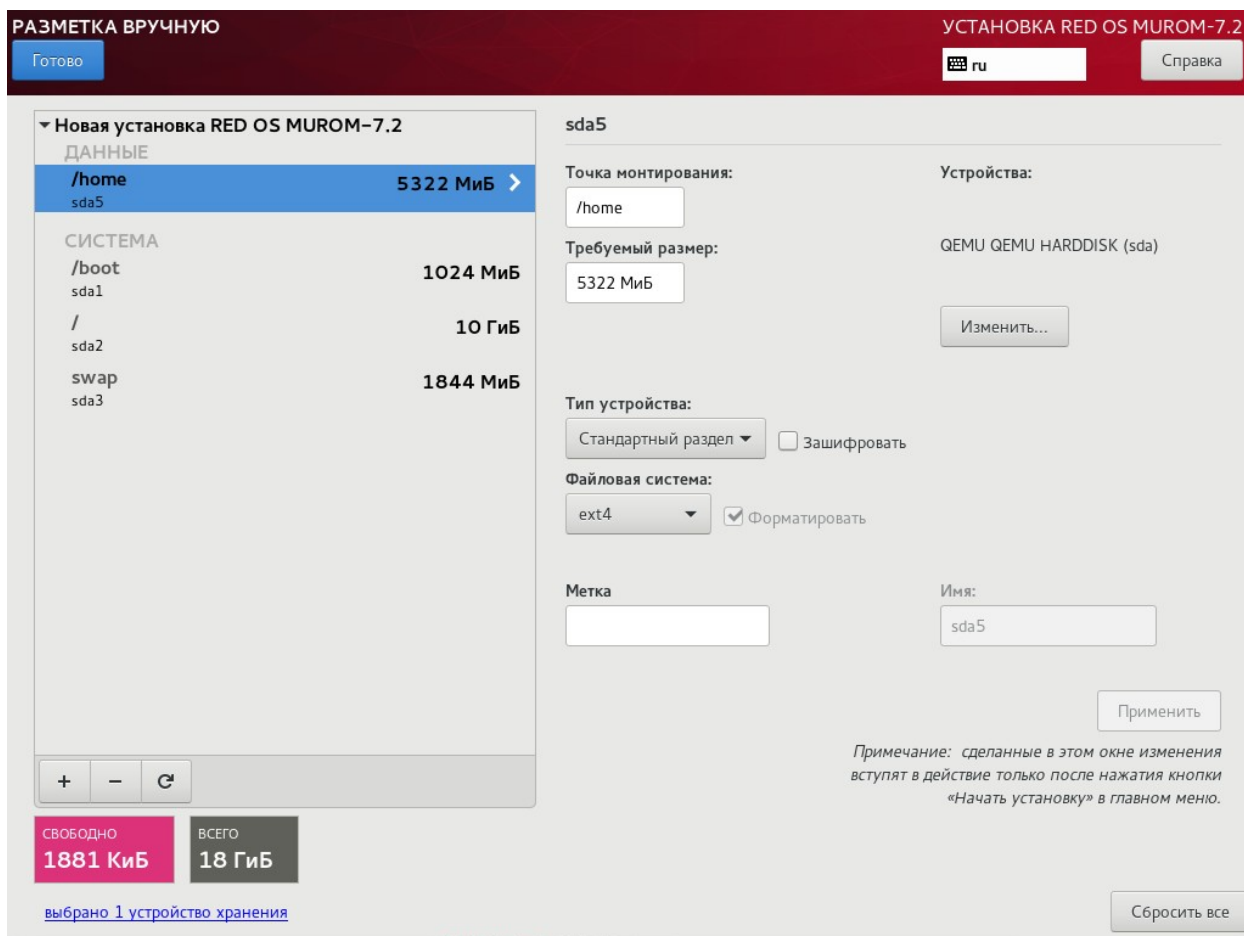 РАЗМЕТКА ВРУЧНУЮ
УСТАНОВКА RED OS MUROM-7.2
Готово
ru
Справка
Новая установка RED OS MUROM-7.2
ДАННЫЕ
/home
5322 МиБ
sda5
СИСТЕМА
/boot
1024 МиБ
sda1
/
10 ГиБ
sda2
swap
1844 МиБ
sda3
sda5
Точка монтирования:
Устройства:
/home
Требуемый размер:
QEMU QEMU HARDDISK (sda)
5322 МиБ
Изменить...
Тип устройства:
Стандартный раздел
Зашифровать
Файловая система:
ext4
Форматировать
Метка
Имя:
sda5
Применить
Примечание: сделанные в этом окне изменения
вступят в действие только после нажатия кнопки
«Начать установку» в главном меню.
+ −
СВОБОДНО
1881 КиБ
ВСЕГО
18 ГиБ
выбрано 1 устройство хранения
Сбросить все